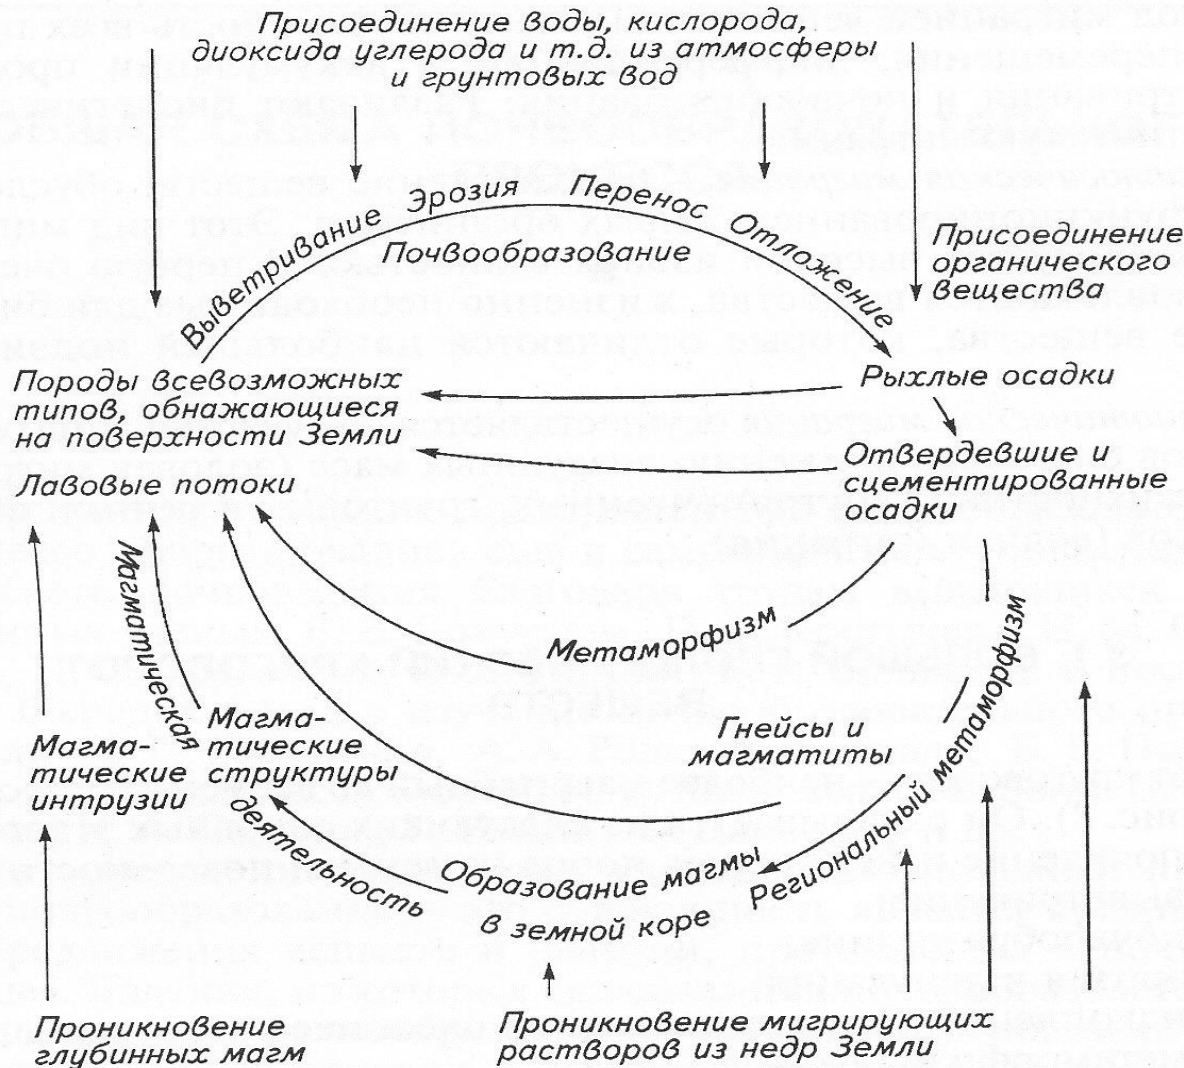 Присоединение воды, кислорода,
диоксида углерода и т.д. из атмосферы
и грунтовых вод
Выветривание Эрозия Перенос Отложение
Почвообразование
Присоединение
органического
вещества
Породы всевозможных
типов, обнажающиеся
на поверхности Земли
Лавовые потоки
Рыхлые осадки
Отвердевшие и
сцементированные
осадки
Метаморфизм
Магматическая
деятельность
Магма-
тические
интрузии
Магма-
тические
структуры
Гнейсы и
магматиты
Региональный метаморфизм
Образование магмы
в земной коре
Проникновение
глубинных магм
Проникновение мигрирующих
растворов из недр Земли